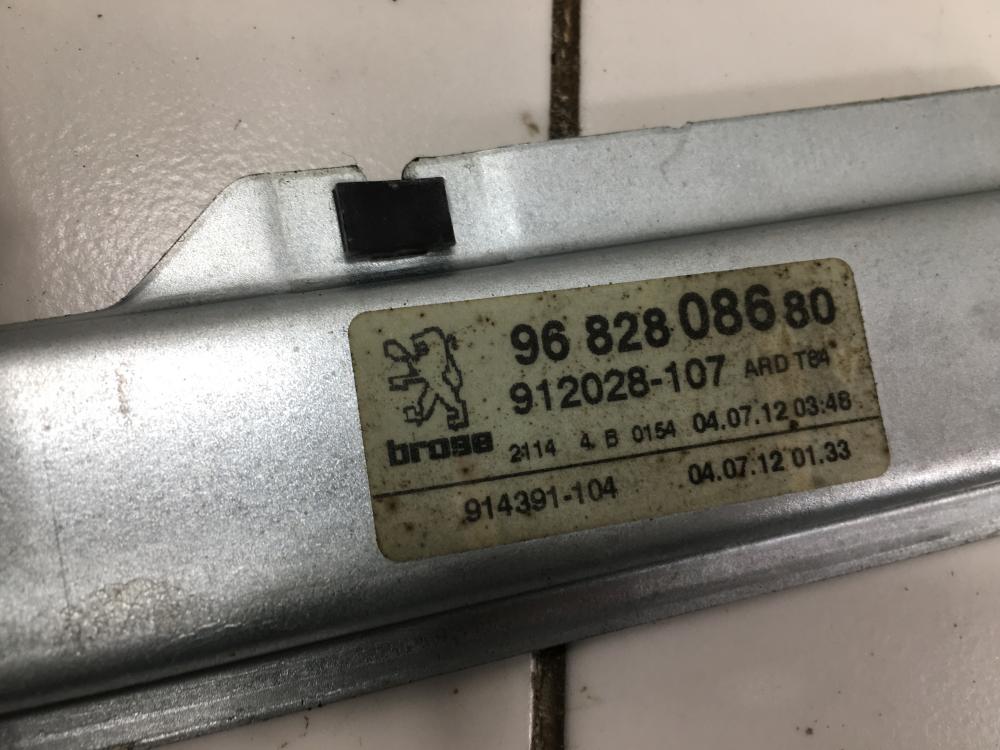 96 828 086 80
912028-107 ARD T84
brose 2114 4. B 0154 04.07.12 03:48
914391-104 04.07.12 01.33